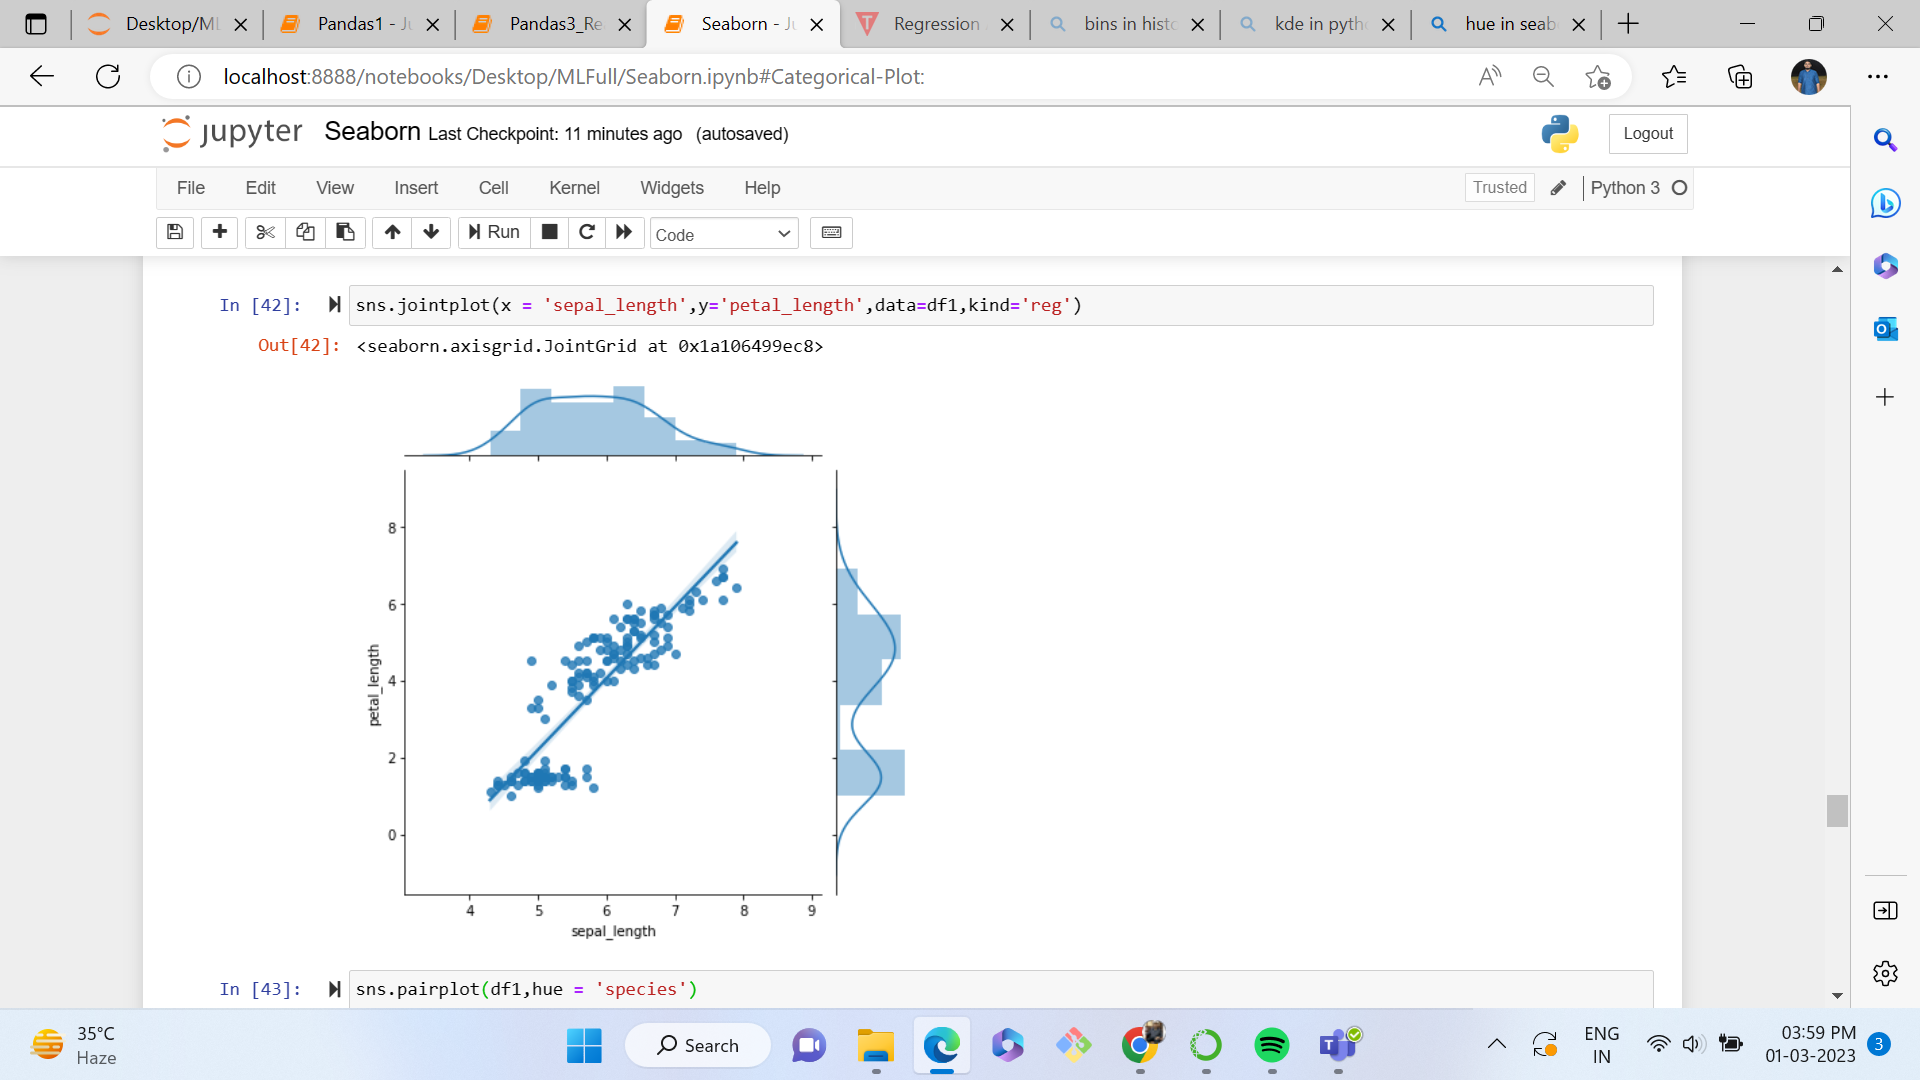 Desktop/ML
Pandas1 - Ju
Pandas3_Re
Seaborn - Ju
Regression
bins in histo
kde in pytho
hue in seab
localhost:8888/notebooks/Desktop/MLFull/Seaborn.ipynb#Categorical-Plot:
jupyter Seaborn Last Checkpoint: 11 minutes ago (autosaved)
Logout
File Edit View Insert Cell Kernel Widgets Help
Trusted Python 3
Run Code
In [42]: sns.jointplot(x = 'sepal_length',y='petal_length',data=df1,kind='reg')
Out[42]: <seaborn.axisgrid.JointGrid at 0x1a106499ec8>
8
6
4
2
0
petal_length
4 5 6 7 8 9
sepal_length
In [43]: sns.pairplot(df1,hue = 'species')
35°C
Haze
Search
ENG
IN
03:59 PM
01-03-2023
3